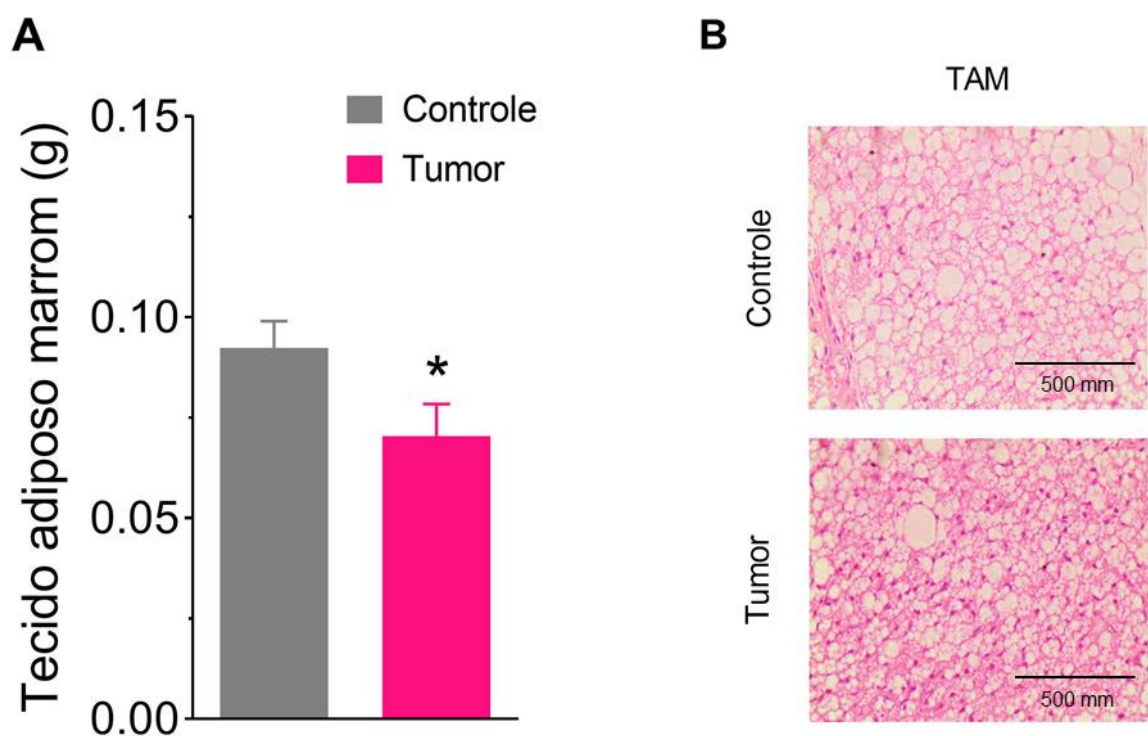 A
Tecido adiposo marrom (g)
0.15
0.10
0.05
0.00
Controle
Tumor
*
B
TAM
Controle
500 mm
Tumor
500 mm